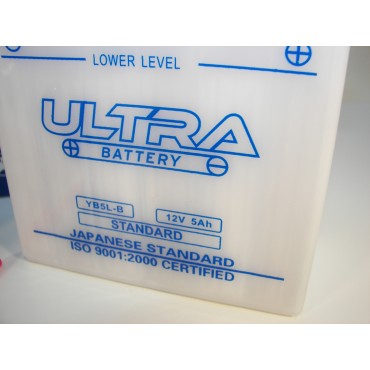 LOWER LEVEL
ULTRA
BATTERY
YB5L-B 12V 5Ah
STANDARD
JAPANESE STANDARD
ISO 9001:2000 CERTIFIED